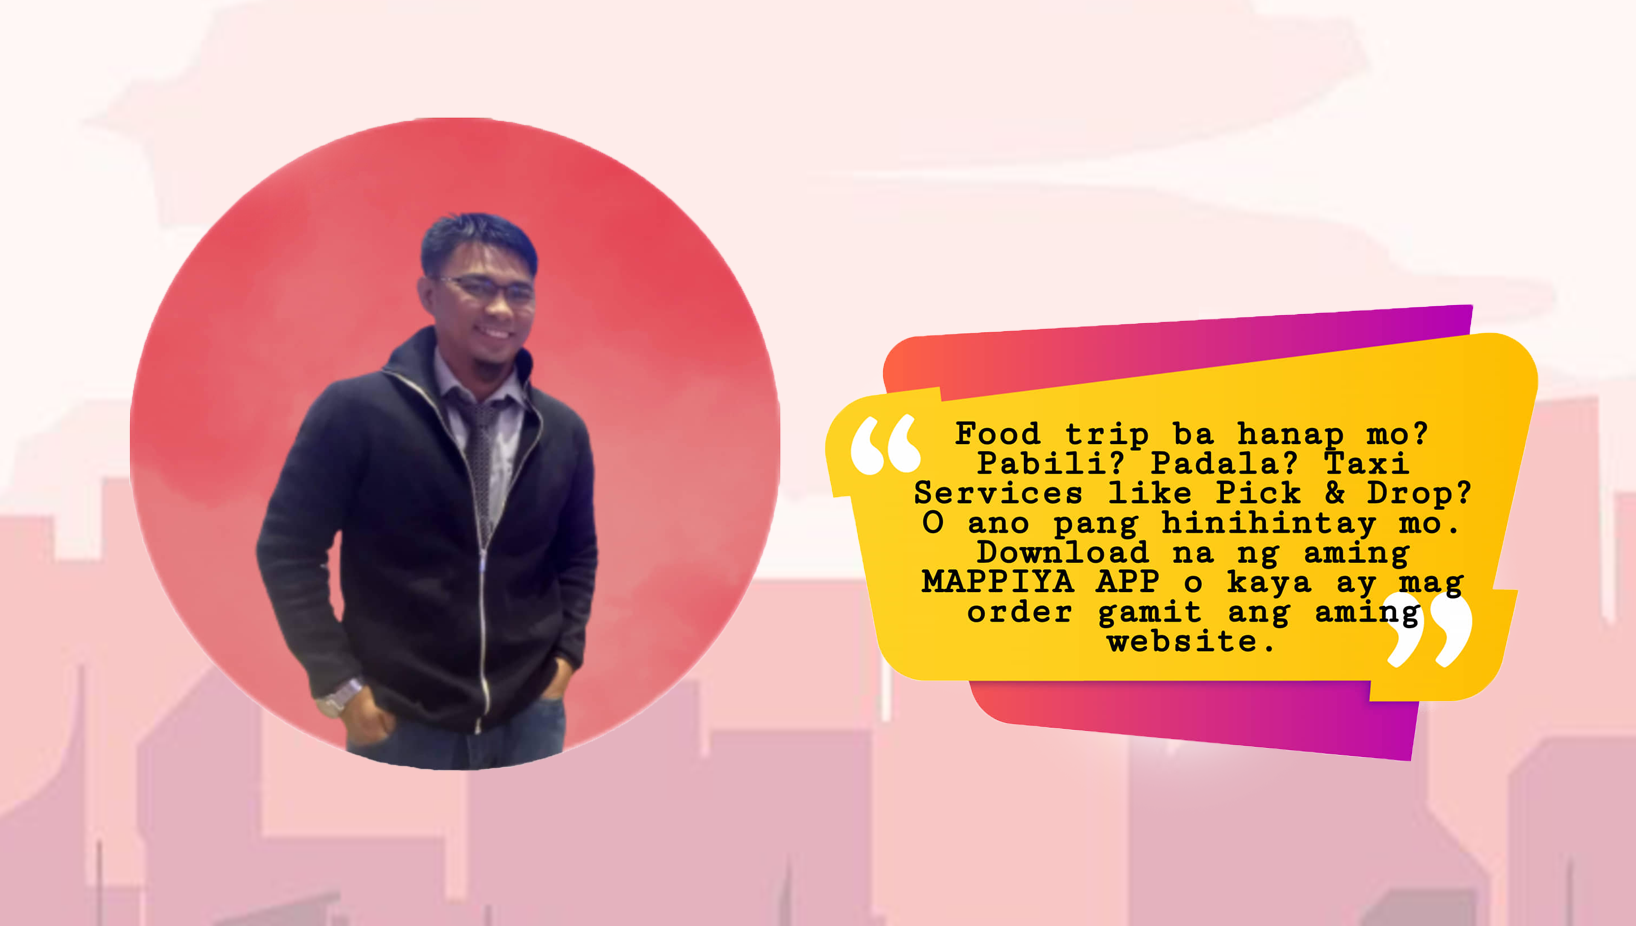 Food trip ba hanap mo?
Pabili? Padala? Taxi
Services like Pick & Drop?
O ano pang hinihintay mo.
Download na ng aming
MAPPIYA APP o kaya ay mag
order gamit ang aming
website.